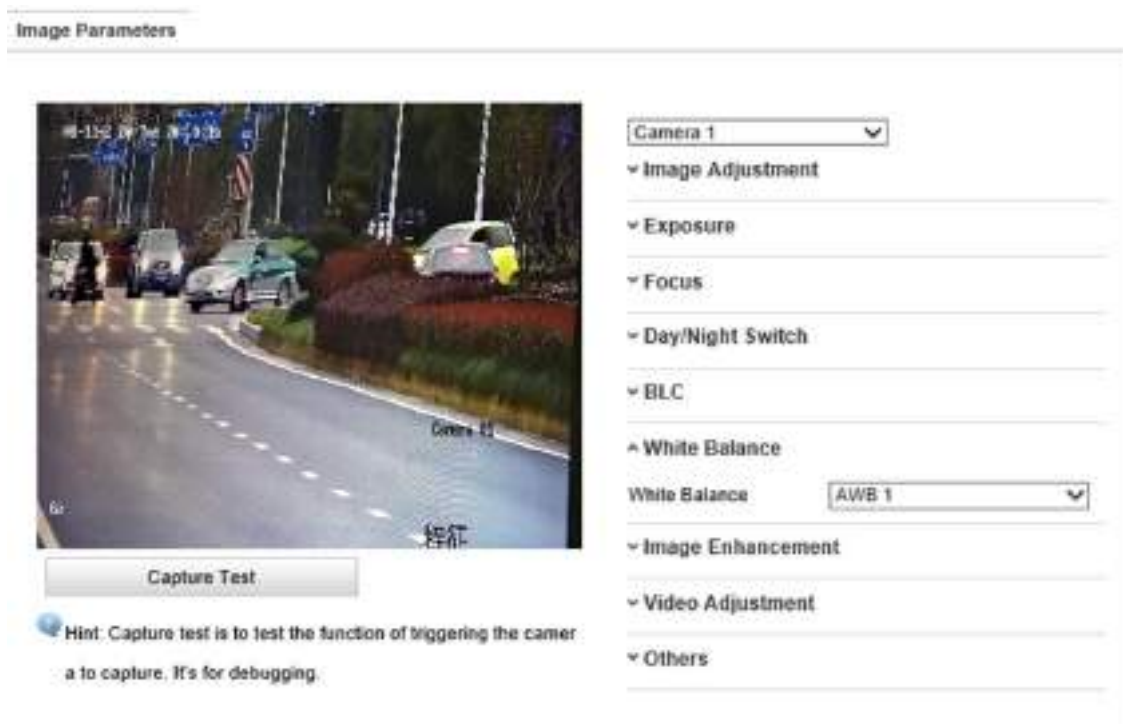 Image Parameters
Camera 1
Image Adjustment
Exposure
Focus
Day/Night Switch
BLC
White Balance
White Balance AWB 1
Image Enhancement
Video Adjustment
Others
Camera 01
Capture Test
Hint: Capture test is to test the function of triggering the camer
a to capture. It's for debugging.